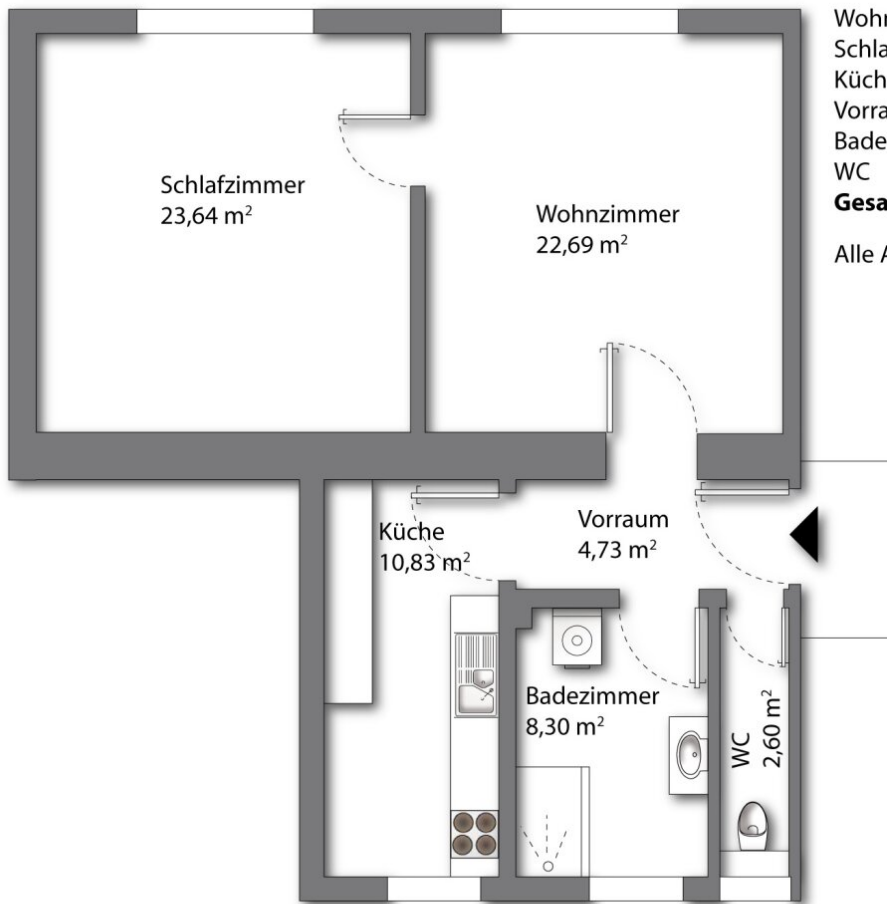 Schlafzimmer
23,64 m²
Wohnzimmer
22,69 m²
Küche
10,83 m²
Vorraum
4,73 m²
Badezimmer
8,30 m²
WC
2,60 m²
WC
Alle